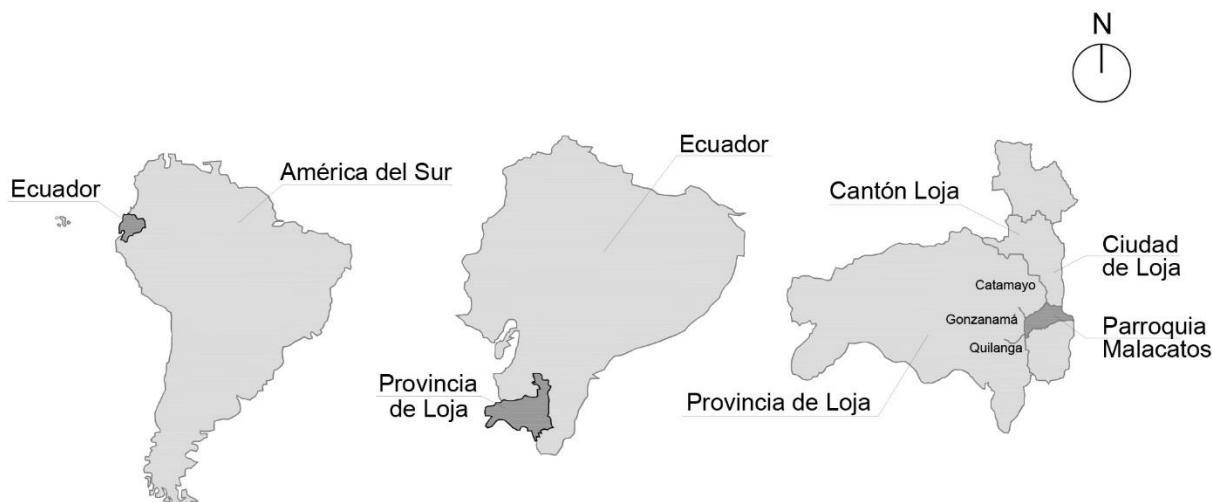 N
Ecuador
América del Sur
Ecuador
Provincia
de Loja
Cantón Loja
Ciudad
de Loja
Catamayo
Gonzanamá
Quilanga
Parroquia
Malacatos
Provincia de Loja